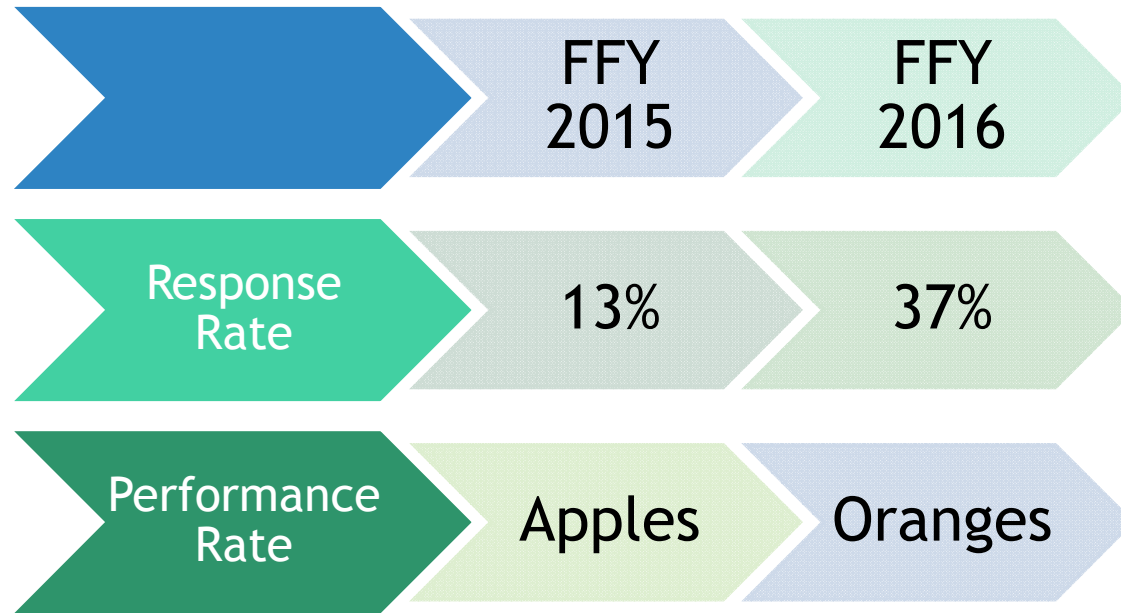 FFY
2015
FFY
2016
Response
Rate
13%
37%
Performance
Rate
Apples
Oranges